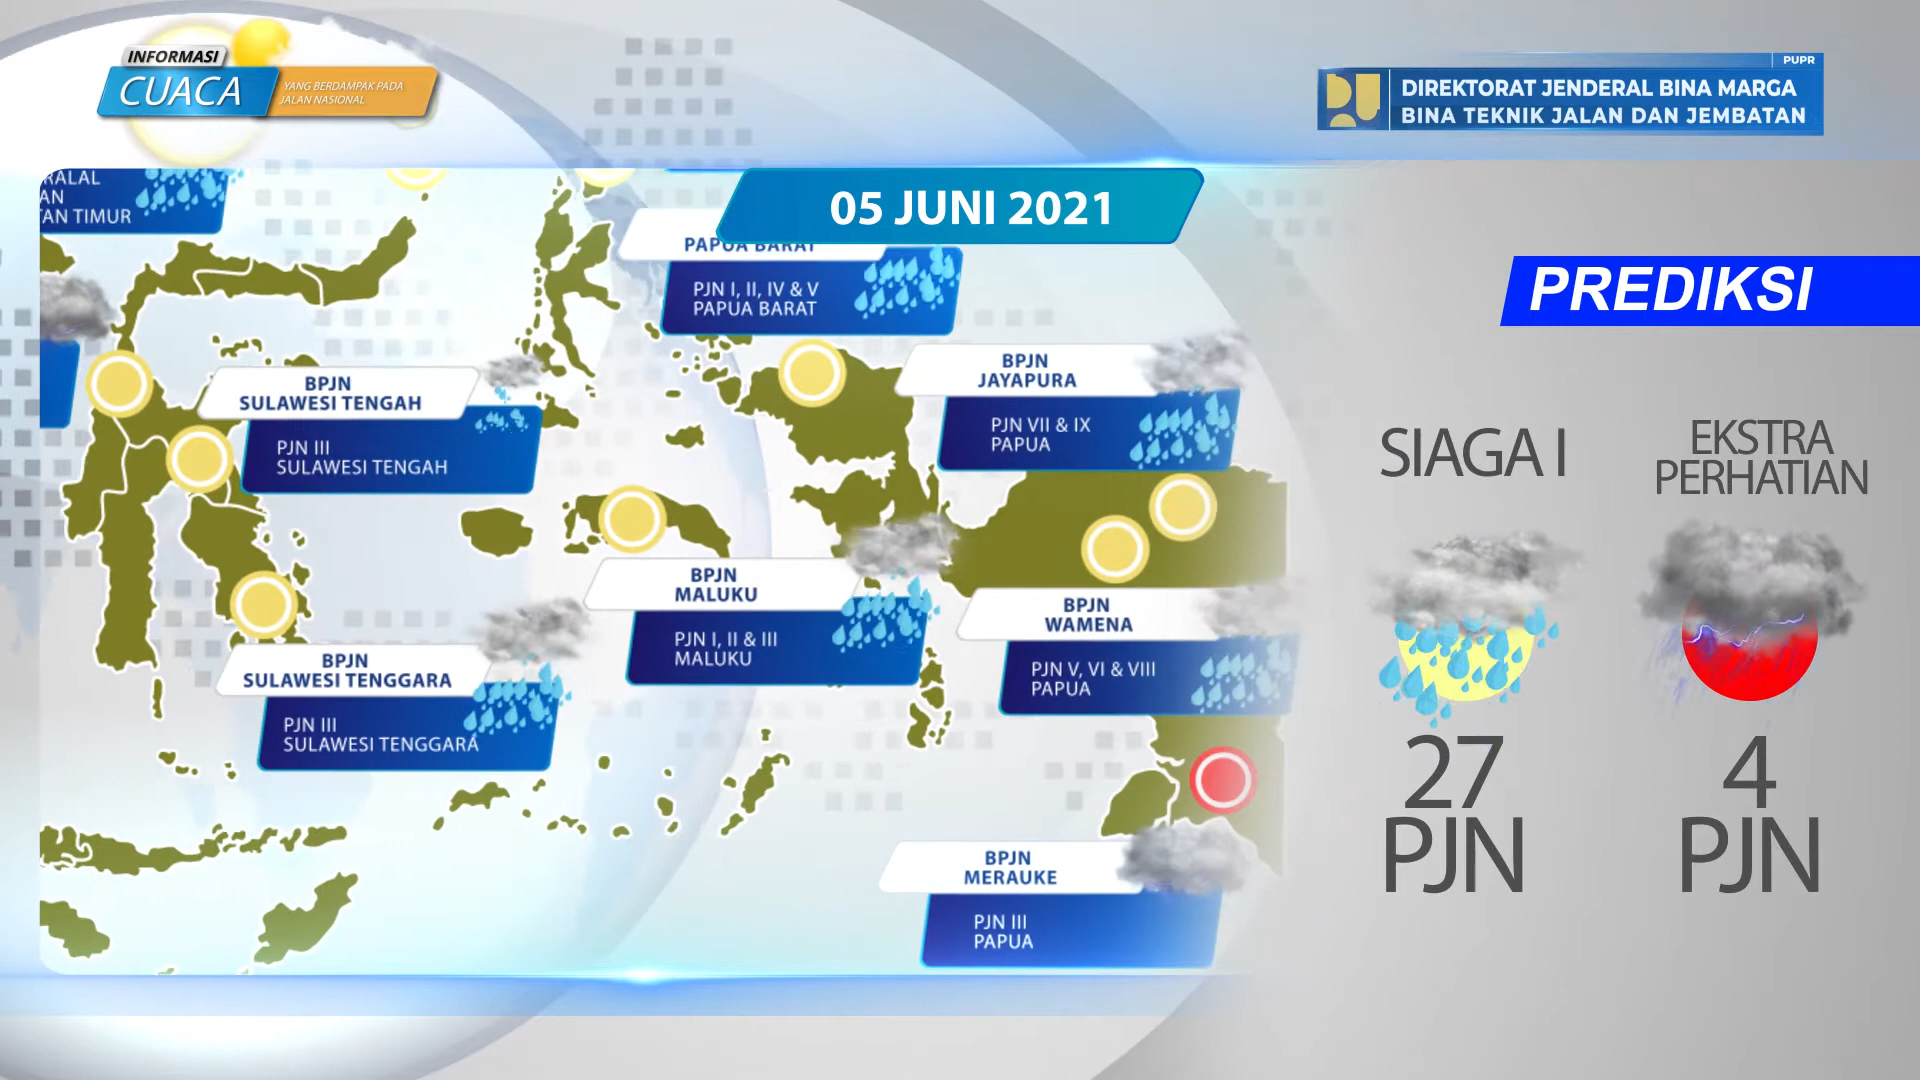 INFORMASI
CUACA
YANG BERDAMPAK PADA
JALAN NASIONAL
PUPR
DIREKTORAT JENDERAL BINA MARGA
BINA TEKNIK JALAN DAN JEMBATAN
05 JUNI 2021
TIMUR
PAPUA BARAT
PJN I, II, IV & V
PAPUA BARAT
PREDIKSI
BPJN
JAYAPURA
PJN VII & IX
PAPUA
BPJN
SULAWESI TENGAH
PJN III
SULAWESI TENGAH
BPJN
MALUKU
PJN I, II & III
MALUKU
BPJN
WAMENA
PJN V, VI & VIII
PAPUA
BPJN
SULAWESI TENGGARA
PJN III
SULAWESI TENGGARA
BPJN
MERAUKE
PJN III
PAPUA
SIAGA I
27
PJN
EKSTRA
PERHATIAN
4
PJN